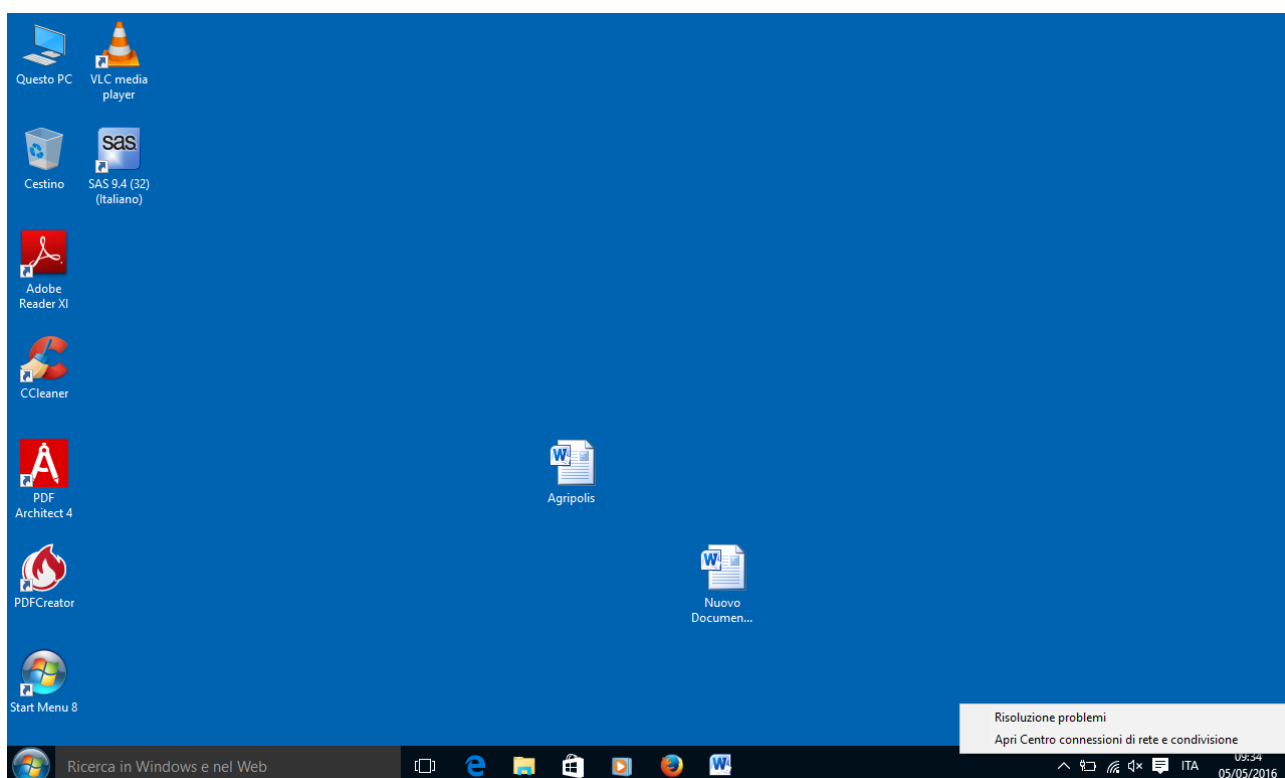 Questo PC
VLC media
player
Cestino
sas
SAS 9.4 (32)
(Italiano)
Adobe
Reader XI
CCleaner
PDF
Architect 4
Agripolis
PDFCreator
Nuovo
Documen...
Start Menu 8
Risoluzione problemi
Apri Centro connessioni di rete e condivisione
Ricerca in Windows e nel Web
ITA
09:34
05/05/2016